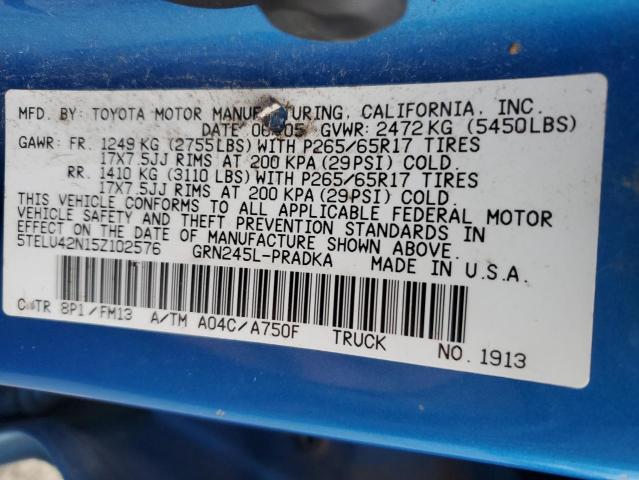 MFD. BY: TOYOTA MOTOR MANUFACTURING, CALIFORNIA, INC.
DATE 06/05 GVWR: 2472 KG (5450LBS)
GAWR: FR. 1249 KG (2755LBS) WITH P265/65R17 TIRES
17X7.5JJ RIMS AT 200 KPA (29PSI) COLD.
RR. 1410 KG (3110 LBS) WITH P265/65R17 TIRES
17X7.5JJ RIMS AT 200 KPA (29PSI) COLD.
THIS VEHICLE CONFORMS TO ALL APPLICABLE FEDERAL MOTOR
VEHICLE SAFETY AND THEFT PREVENTION STANDARDS IN
EFFECT ON THE DATE OF MANUFACTURE SHOWN ABOVE.
5TELU42N15Z102576 GRN245L-PRADKA MADE IN U.S.A.
C/TR 8P1/FM13 A/TM A04C/A750F TRUCK NO. 1913